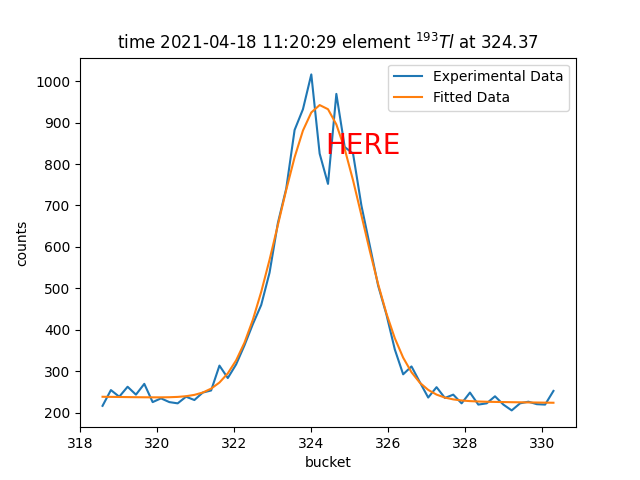 time 2021-04-18 11:20:29 element ¹⁹³Tl at 324.37
Experimental Data
Fitted Data
HERE
counts
1000
900
800
700
600
500
400
300
200
318 320 322 324 326 328 330
bucket